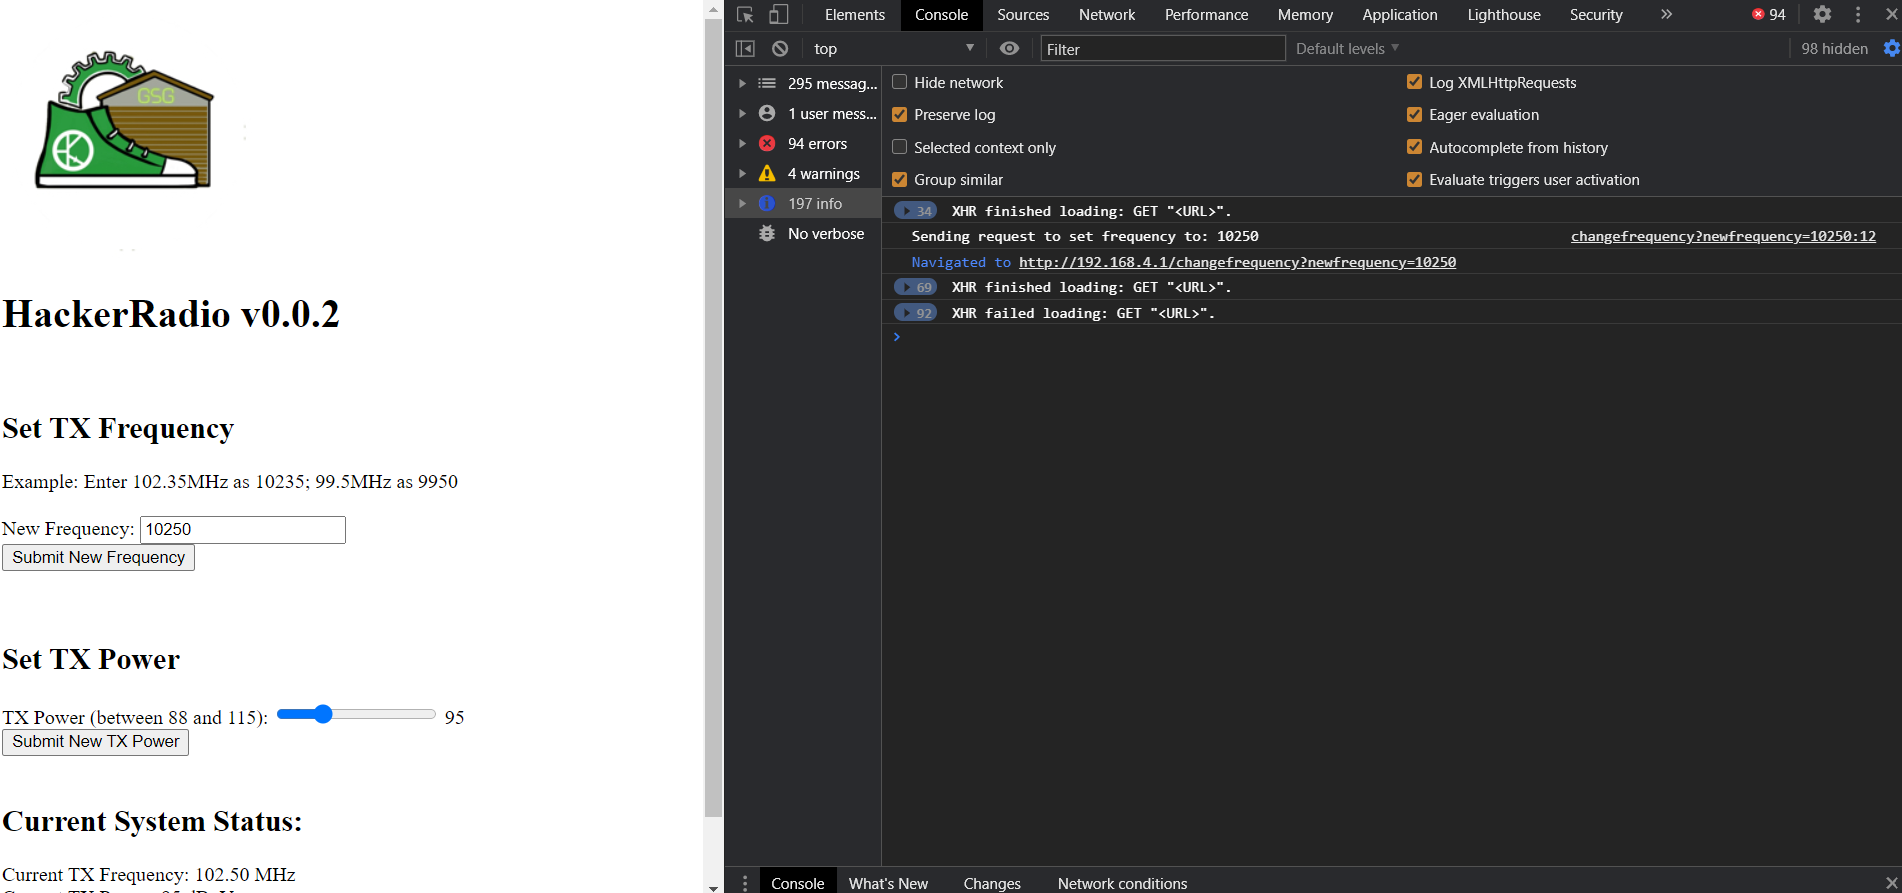 GSG
HackerRadio v0.0.2
Set TX Frequency
Example: Enter 102.35MHz as 10235; 99.5MHz as 9950
New Frequency: 10250
Submit New Frequency
Set TX Power
TX Power (between 88 and 115): 95
Submit New TX Power
Current System Status:
Current TX Frequency: 102.50 MHz
Elements Console Sources Network Performance Memory Application Lighthouse Security » 94
top Filter Default levels 98 hidden
295 messag...
1 user mess...
94 errors
4 warnings
197 info
No verbose
Hide network Log XMLHttpRequests
Preserve log Eager evaluation
Selected context only Autocomplete from history
Group similar Evaluate triggers user activation
34 XHR finished loading: GET "<URL>".
Sending request to set frequency to: 10250 changefrequency?newfrequency=10250:12
Navigated to http://192.168.4.1/changefrequency?newfrequency=10250
69 XHR finished loading: GET "<URL>".
92 XHR failed loading: GET "<URL>".
>
Console What's New Changes Network conditions